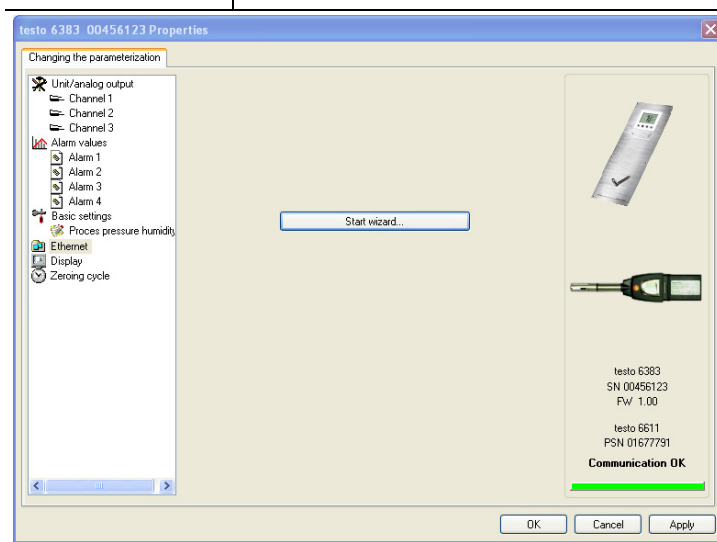 testo 6383 00456123 Properties
Changing the parameterization
Unit/analog output
Channel 1
Channel 2
Channel 3
Alarm values
Alarm 1
Alarm 2
Alarm 3
Alarm 4
Basic settings
Proces pressure humidity
Ethernet
Display
Zeroing cycle
Start wizard...
testo 6383
SN 00456123
FW 1.00
testo 6611
PSN 01677791
Communication OK
OK
Cancel
Apply